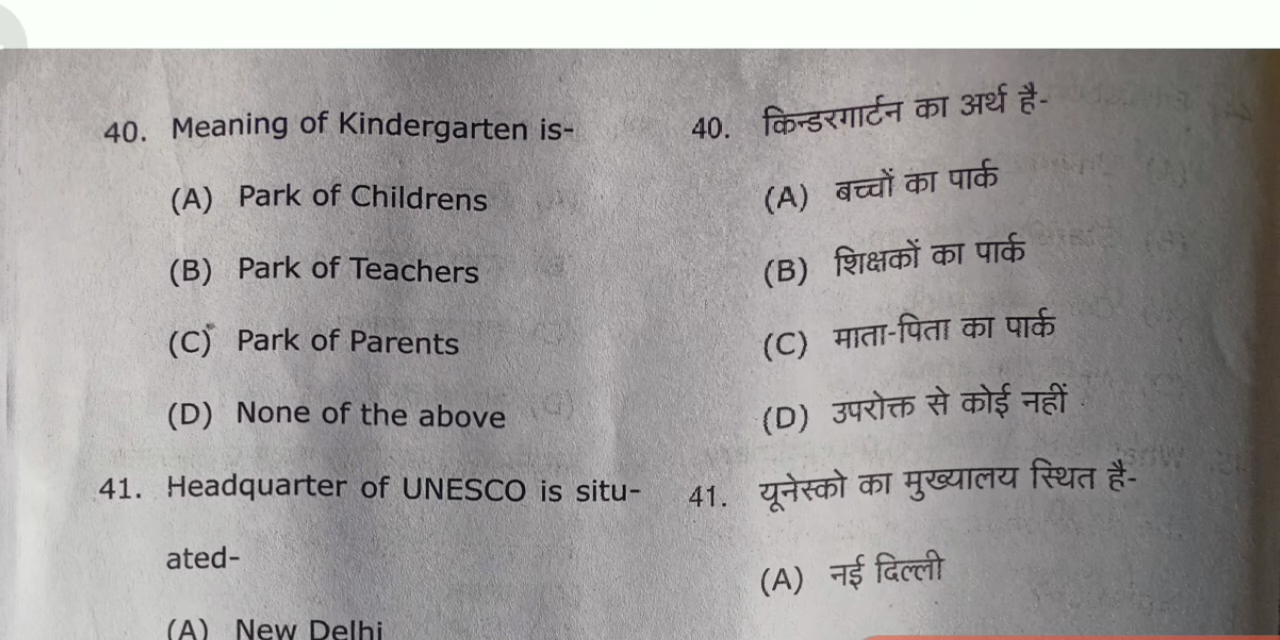 40. Meaning of Kindergarten is-
(A) Park of Childrens
(B) Park of Teachers
(C) Park of Parents
(D) None of the above
41. Headquarter of UNESCO is situ-
ated-
(A) New Delhi
40. किन्डरगार्टन का अर्थ है-
(A) बच्चों का पार्क
(B) शिक्षकों का पार्क
(C) माता-पिता का पार्क
(D) उपरोक्त से कोई नहीं
41. यूनेस्को का मुख्यालय स्थित है-
(A) नई दिल्ली